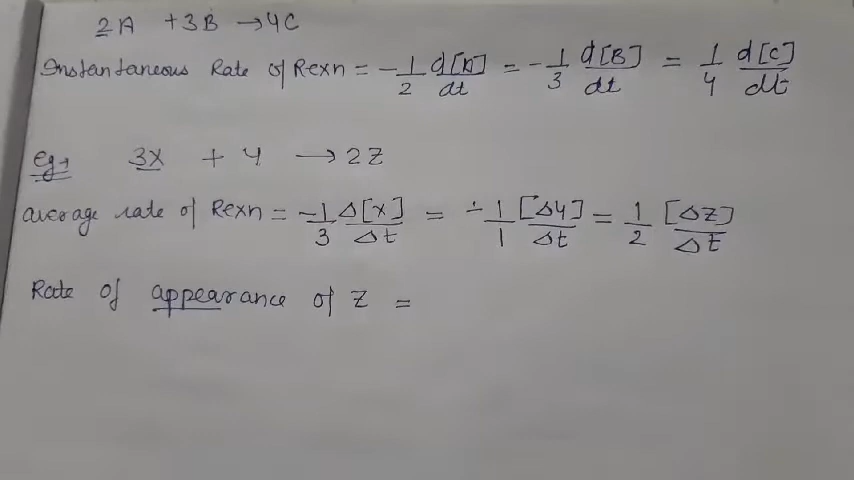 2A + 3B → 4C
Instantaneous Rate of Rexn = -1/2 d[A]/dt = -1/3 d[B]/dt = 1/4 d[C]/dt
eg→ 3X + Y → 2Z
average rate of Rexn = -1/3 Δ[X]/Δt = -1/1 [ΔY]/Δt = 1/2 [ΔZ]/Δt
Rate of appearance of Z =